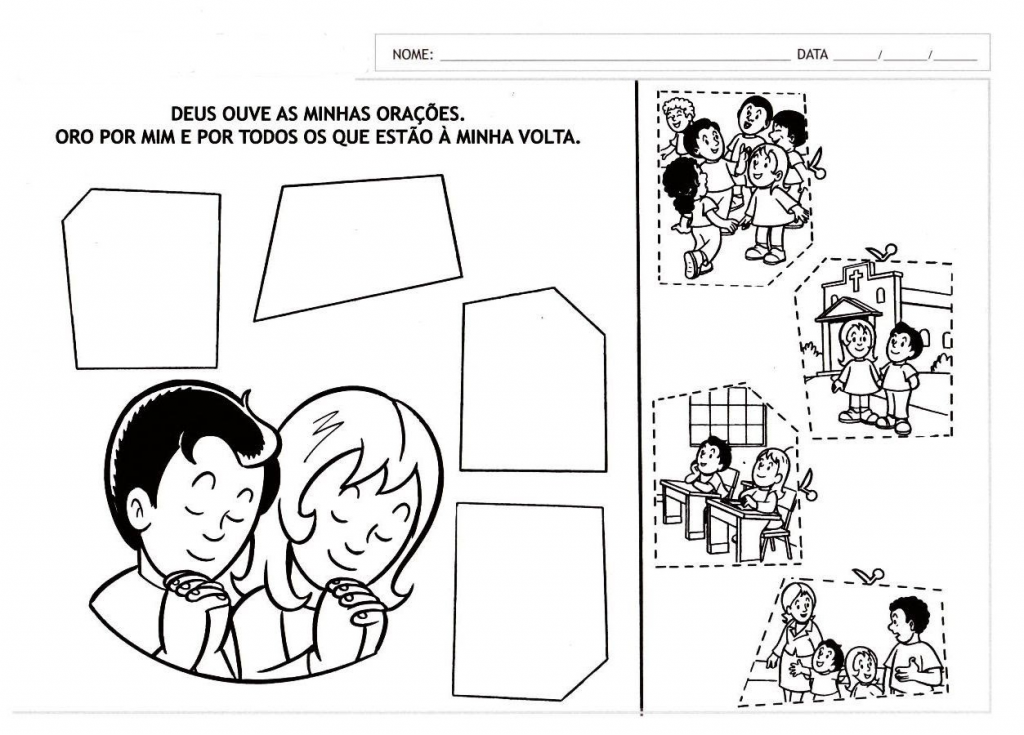 NOME: DATA / /
DEUS OUVE AS MINHAS ORAÇÕES.
ORO POR MIM E POR TODOS OS QUE ESTÃO À MINHA VOLTA.